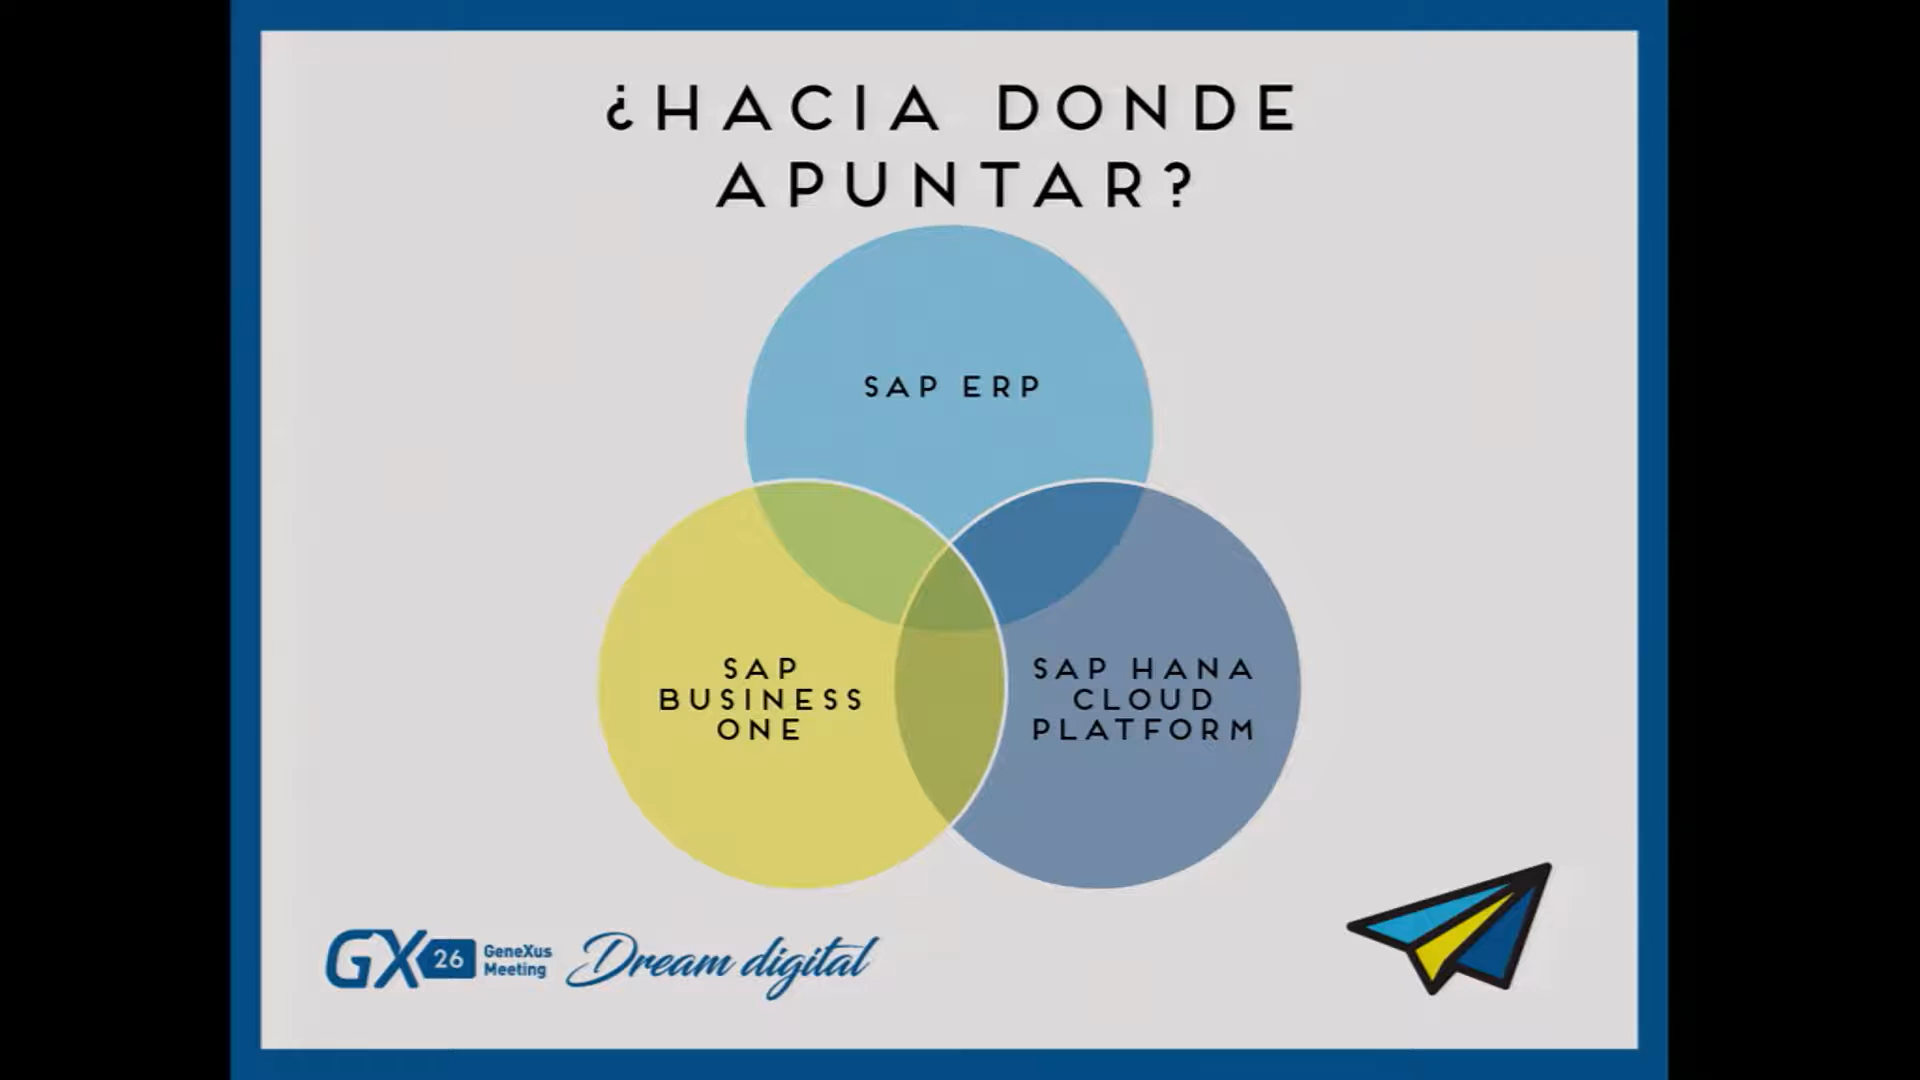 ¿HACIA DONDE
APUNTAR?
SAP ERP
SAP
BUSINESS
ONE
SAP HANA
CLOUD
PLATFORM
GX 26 GeneXus
Meeting
Dream digital